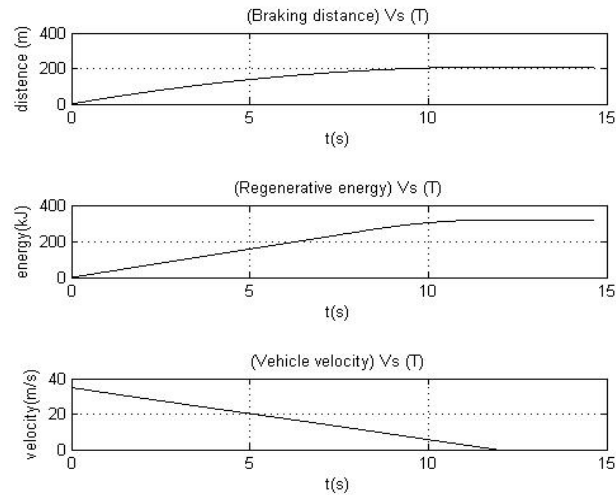 (Braking distance) Vs (T)
distence (m)
400
200
0
0 5 10 15
t(s)
(Regenerative energy) Vs (T)
energy(kJ)
400
200
0
0 5 10 15
t(s)
(Vehicle velocity) Vs (T)
velocity(m/s)
40
20
0
0 5 10 15
t(s)